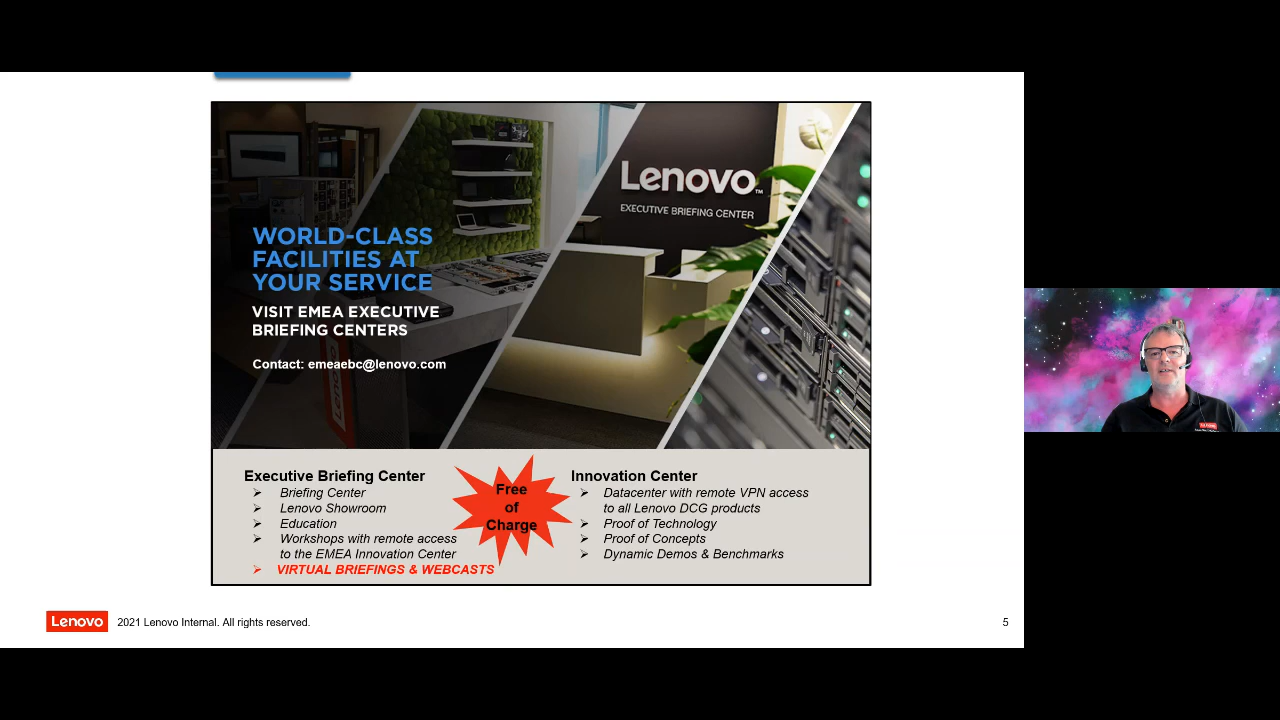 Lenovo™
EXECUTIVE BRIEFING CENTER
WORLD-CLASS
FACILITIES AT
YOUR SERVICE
VISIT EMEA EXECUTIVE
BRIEFING CENTERS
Contact: emeaebc@lenovo.com
Lenovo
Executive Briefing Center
➢ Briefing Center
➢ Lenovo Showroom
➢ Education
➢ Workshops with remote access
to the EMEA Innovation Center
➢ VIRTUAL BRIEFINGS & WEBCASTS
Free
of
Charge
Innovation Center
➢ Datacenter with remote VPN access
to all Lenovo DCG products
➢ Proof of Technology
➢ Proof of Concepts
➢ Dynamic Demos & Benchmarks
Lenovo
2021 Lenovo Internal. All rights reserved.
5